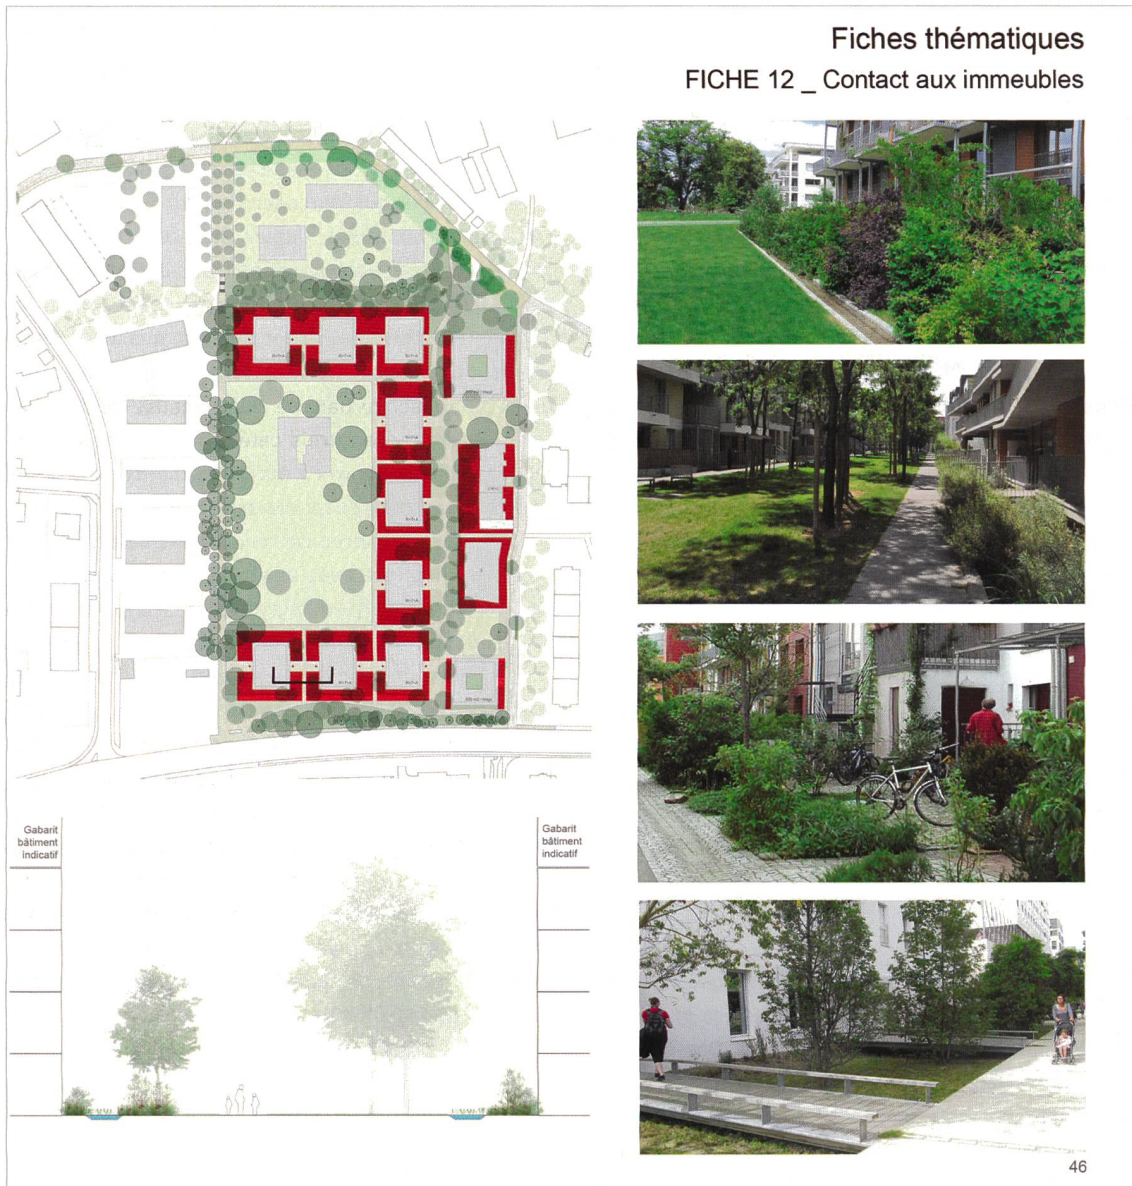 Fiches thématiques
FICHE 12 _ Contact aux immeubles
Gabarit
bâtiment
indicatif
Gabarit
bâtiment
indicatif
46